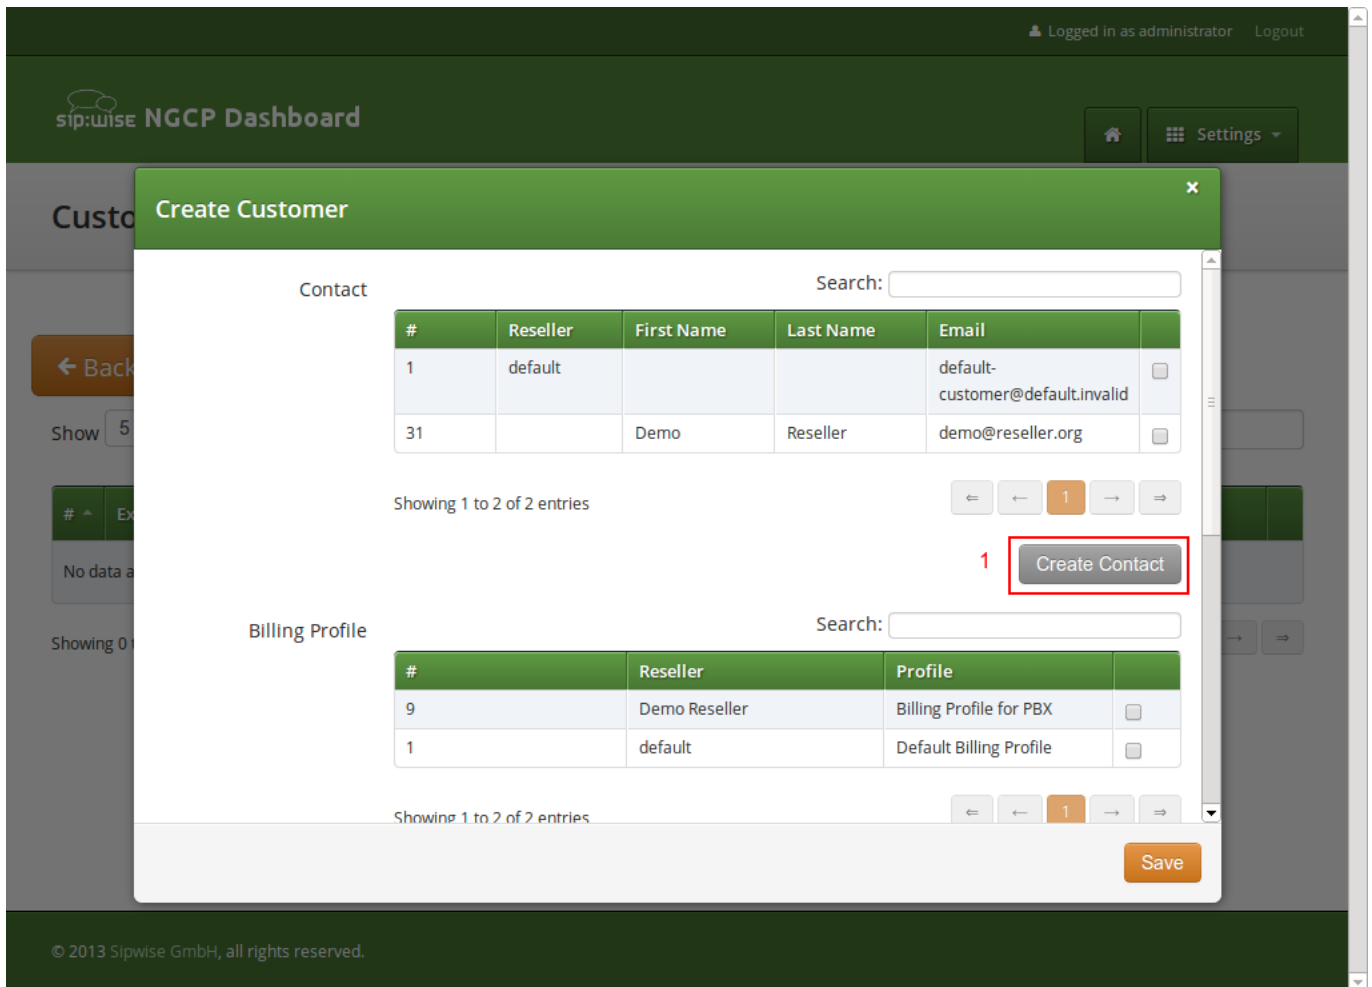 Logged in as administrator Logout
sip:wise NGCP Dashboard
Settings
Custo
Create Customer
×
Contact
Search:
# Reseller First Name Last Name Email
1 default default-
customer@default.invalid
31 Demo Reseller demo@reseller.org
Showing 1 to 2 of 2 entries
⇐ ← 1 → ⇒
1 Create Contact
Billing Profile
Search:
# Reseller Profile
9 Demo Reseller Billing Profile for PBX
1 default Default Billing Profile
Showing 1 to 2 of 2 entries
⇐ ← 1 → ⇒
Save
← Back
Show 5
# Ex
No data a
Showing 0 t
→ ⇒
© 2013 Sipwise GmbH, all rights reserved.